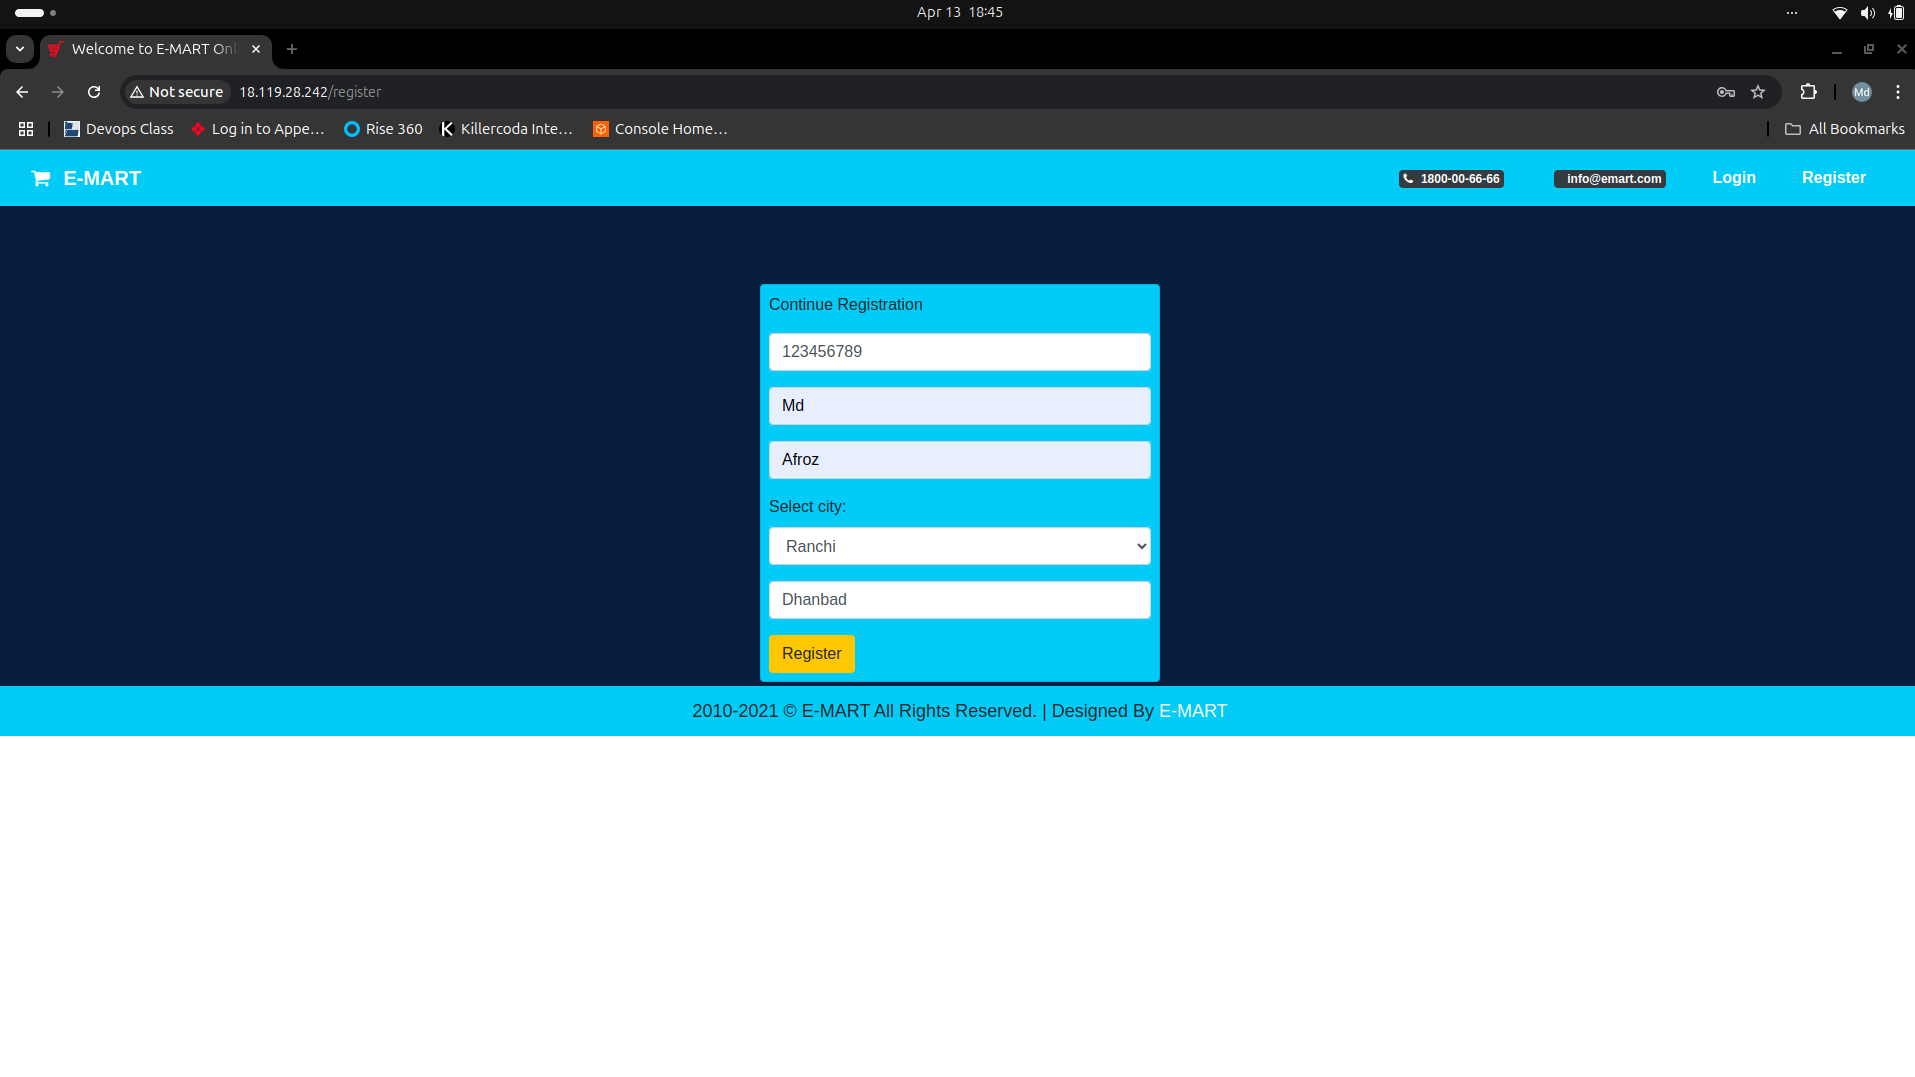 Apr 13 18:45
Welcome to E-MART Onl
Not secure 18.119.28.242/register Md
Devops Class Log in to Appe... Rise 360 Killercoda Inte... Console Home... All Bookmarks
E-MART 1800-00-66-66 info@emart.com Login Register
Continue Registration
123456789
Md
Afroz
Select city:
Ranchi
Dhanbad
Register
2010-2021 © E-MART All Rights Reserved. | Designed By E-MART